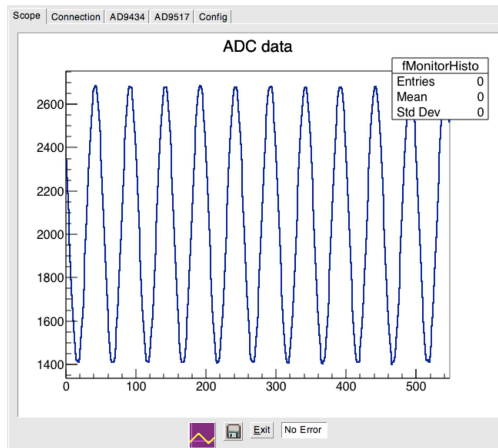 Scope Connection AD9434 AD9517 Config
ADC data
fMonitorHisto
Entries 0
Mean 0
Std Dev 0
2600
2400
2200
2000
1800
1600
1400
0 100 200 300 400 500
Exit No Error